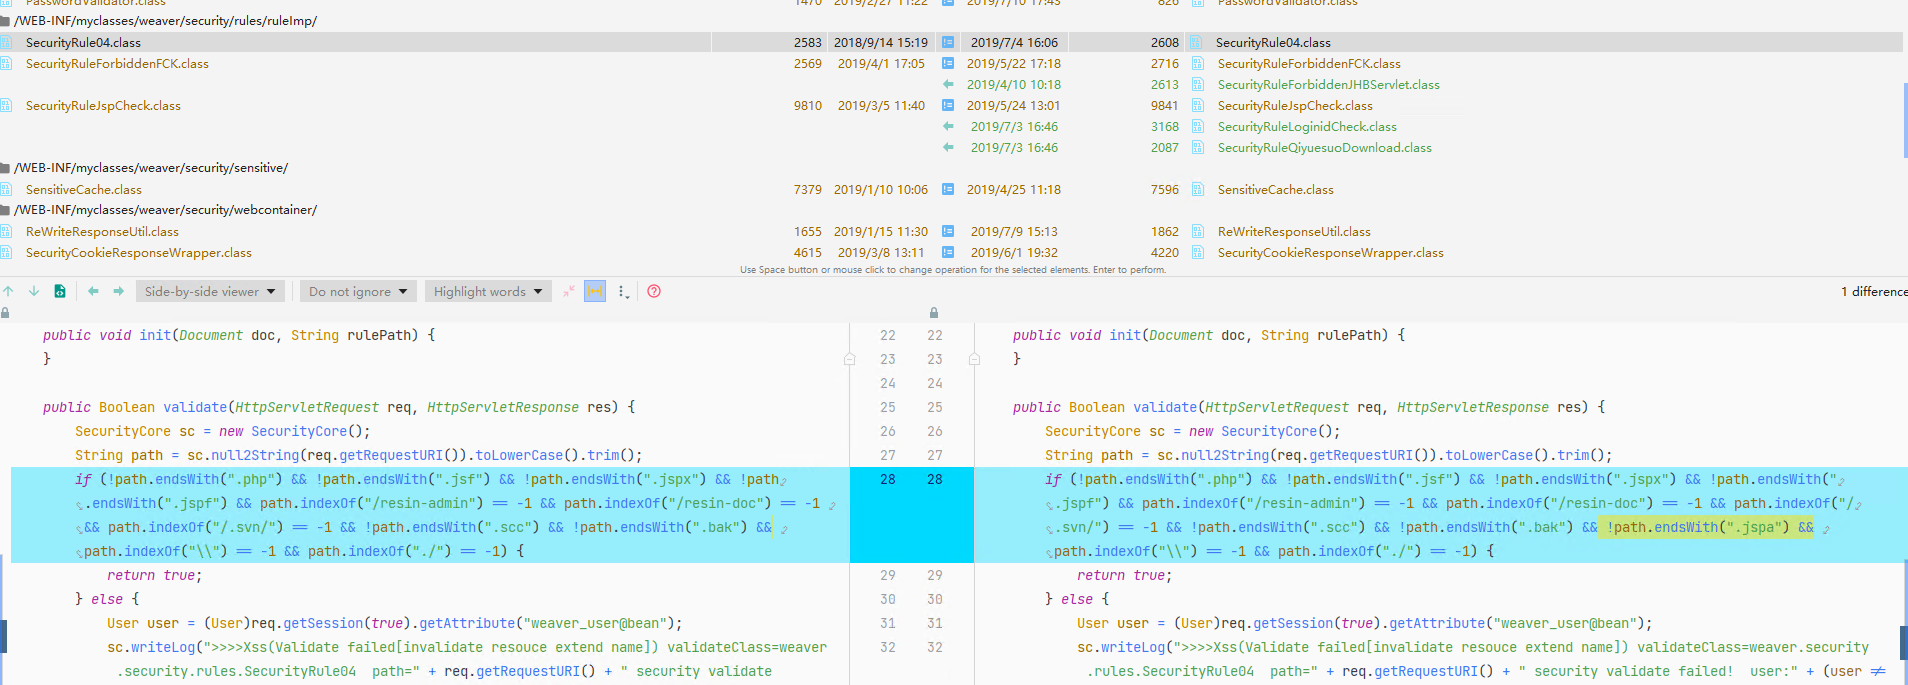 PasswordValidator.class 1470 2019/2/27 11:22 2019/7/10 17:43 826 PasswordValidator.class
/WEB-INF/myclasses/weaver/security/rules/ruleImp/
SecurityRule04.class 2583 2018/9/14 15:19 2019/7/4 16:06 2608 SecurityRule04.class
SecurityRuleForbiddenFCK.class 2569 2019/4/1 17:05 2019/5/22 17:18 2716 SecurityRuleForbiddenFCK.class
2019/4/10 10:18 2613 SecurityRuleForbiddenJHBServlet.class
SecurityRuleJspCheck.class 9810 2019/3/5 11:40 2019/5/24 13:01 9841 SecurityRuleJspCheck.class
2019/7/3 16:46 3168 SecurityRuleLoginidCheck.class
2019/7/3 16:46 2087 SecurityRuleQiyuesuoDownload.class
/WEB-INF/myclasses/weaver/security/sensitive/
SensitiveCache.class 7379 2019/1/10 10:06 2019/4/25 11:18 7596 SensitiveCache.class
/WEB-INF/myclasses/weaver/security/webcontainer/
ReWriteResponseUtil.class 1655 2019/1/15 11:30 2019/7/9 15:13 1862 ReWriteResponseUtil.class
SecurityCookieResponseWrapper.class 4615 2019/3/8 13:11 2019/6/1 19:32 4220 SecurityCookieResponseWrapper.class
Use Space button or mouse click to change operation for the selected elements. Enter to perform.
Side-by-side viewer Do not ignore Highlight words 1 difference
public void init(Document doc, String rulePath) { 22 22 public void init(Document doc, String rulePath) {
} 23 23 }
24 24
public Boolean validate(HttpServletRequest req, HttpServletResponse res) { 25 25 public Boolean validate(HttpServletRequest req, HttpServletResponse res) {
SecurityCore sc = new SecurityCore(); 26 26 SecurityCore sc = new SecurityCore();
String path = sc.null2String(req.getRequestURI()).toLowerCase().trim(); 27 27 String path = sc.null2String(req.getRequestURI()).toLowerCase().trim();
if (!path.endsWith(".php") && !path.endsWith(".jsf") && !path.endsWith(".jspx") && !path 28 28 if (!path.endsWith(".php") && !path.endsWith(".jsf") && !path.endsWith(".jspx") && !path.endsWith("
.endsWith(".jspf") && path.indexOf("/resin-admin") == -1 && path.indexOf("/resin-doc") == -1 .jspf") && path.indexOf("/resin-admin") == -1 && path.indexOf("/resin-doc") == -1 && path.indexOf("/
&& path.indexOf("/.svn/") == -1 && !path.endsWith(".scc") && !path.endsWith(".bak") && .svn/") == -1 && !path.endsWith(".scc") && !path.endsWith(".bak") && !path.endsWith(".jspa") &&
path.indexOf("\\") == -1 && path.indexOf("./") == -1) { path.indexOf("\\") == -1 && path.indexOf("./") == -1) {
return true; 29 29 return true;
} else { 30 30 } else {
User user = (User)req.getSession(true).getAttribute("weaver_user@bean"); 31 31 User user = (User)req.getSession(true).getAttribute("weaver_user@bean");
sc.writeLog(">>>>Xss(Validate failed[invalidate resouce extend name]) validateClass=weaver 32 32 sc.writeLog(">>>>Xss(Validate failed[invalidate resouce extend name]) validateClass=weaver.security
.security.rules.SecurityRule04 path=" + req.getRequestURI() + " security validate .rules.SecurityRule04 path=" + req.getRequestURI() + " security validate failed! user:" + (user !=